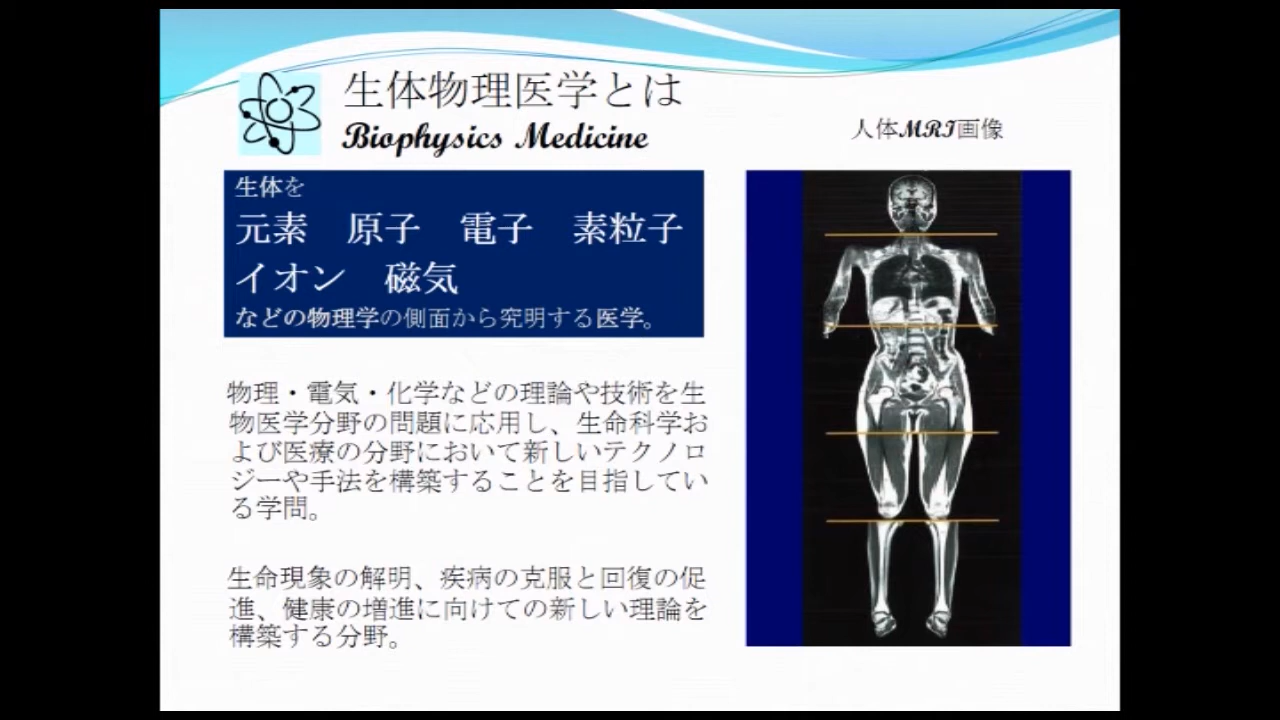 生体物理医学とは
Biophysics Medicine
人体MRI画像
生体を
元素　原子　電子　素粒子
イオン　磁気
などの物理学の側面から究明する医学。
物理・電気・化学などの理論や技術を生
物医学分野の問題に応用し、生命科学お
よび医療の分野において新しいテクノロ
ジーや手法を構築することを目指してい
る学問。
生命現象の解明、疾病の克服と回復の促
進、健康の増進に向けての新しい理論を
構築する分野。